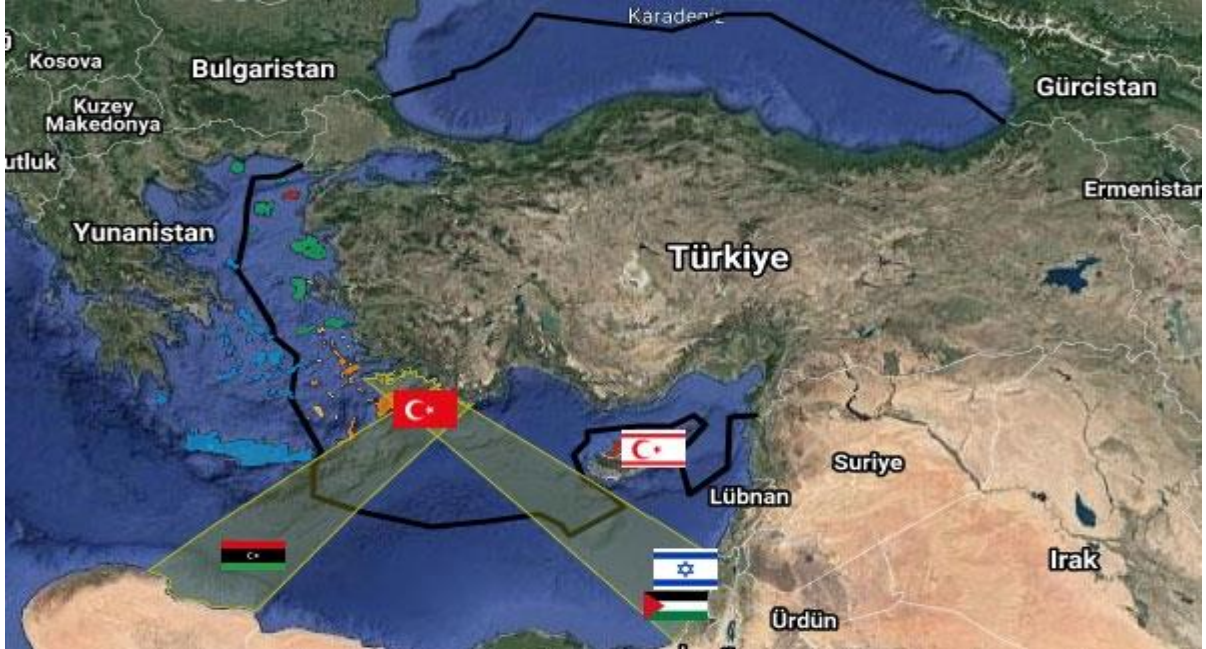 Karadeniz
Kosova
Bulgaristan
Gürcistan
Kuzey
Makedonya
utluk
Ermenistan
Yunanistan
Türkiye
Suriye
Lübnan
Irak
Ürdün